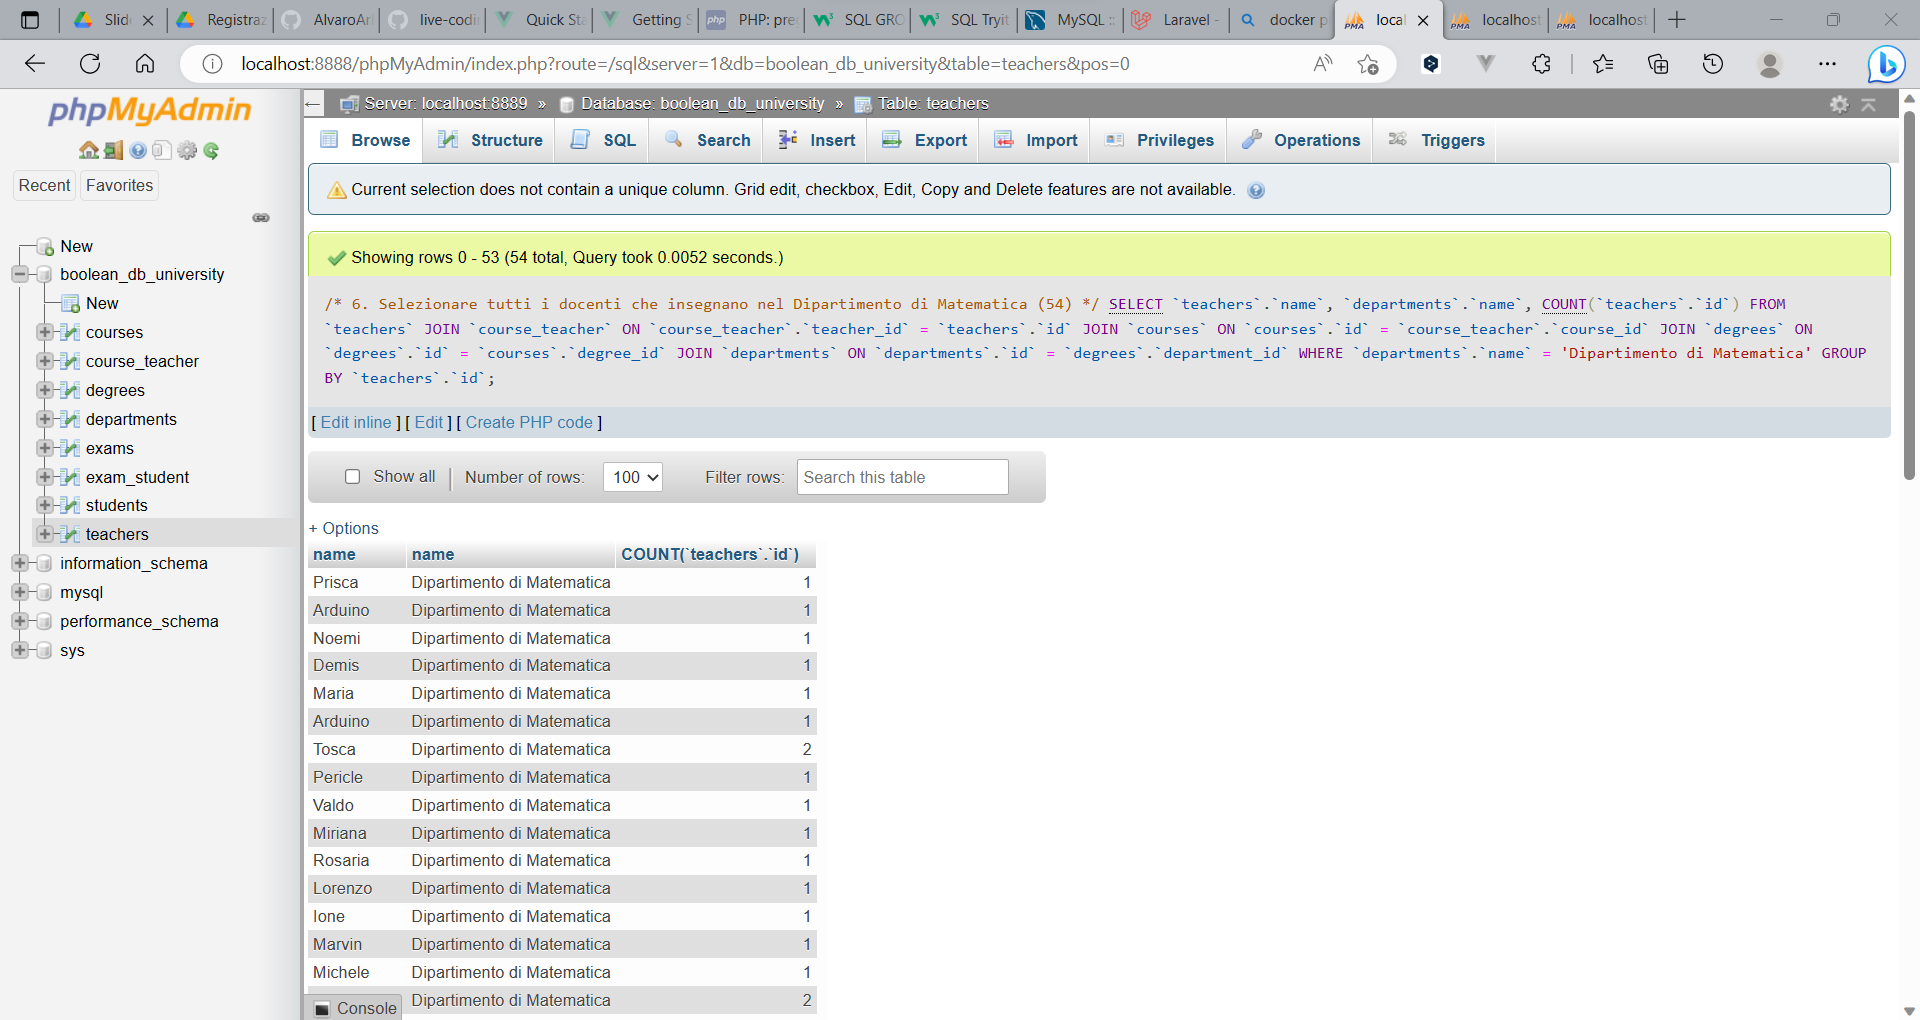 Slid
Registraz
AlvaroAr
live-codi
Quick Sta
Getting S
php PHP: pre
SQL GRO
SQL Tryit
MySQL ::
Laravel -
docker p
PMA local
PMA localhost
PMA localhost
localhost:8888/phpMyAdmin/index.php?route=/sql&server=1&db=boolean_db_university&table=teachers&pos=0
phpMyAdmin
Recent
Favorites
New
boolean_db_university
New
courses
course_teacher
degrees
departments
exams
exam_student
students
teachers
information_schema
mysql
performance_schema
sys
Server: localhost:8889 » Database: boolean_db_university » Table: teachers
Browse
Structure
SQL
Search
Insert
Export
Import
Privileges
Operations
Triggers
Current selection does not contain a unique column. Grid edit, checkbox, Edit, Copy and Delete features are not available.
Showing rows 0 - 53 (54 total, Query took 0.0052 seconds.)
/* 6. Selezionare tutti i docenti che insegnano nel Dipartimento di Matematica (54) */ SELECT `teachers`.`name`, `departments`.`name`, COUNT(`teachers`.`id`) FROM
`teachers` JOIN `course_teacher` ON `course_teacher`.`teacher_id` = `teachers`.`id` JOIN `courses` ON `courses`.`id` = `course_teacher`.`course_id` JOIN `degrees` ON
`degrees`.`id` = `courses`.`degree_id` JOIN `departments` ON `departments`.`id` = `degrees`.`department_id` WHERE `departments`.`name` = 'Dipartimento di Matematica' GROUP
BY `teachers`.`id`;
[ Edit inline ] [ Edit ] [ Create PHP code ]
Show all
Number of rows: 100
Filter rows: Search this table
+ Options
name name COUNT(`teachers`.`id`)
Prisca Dipartimento di Matematica 1
Arduino Dipartimento di Matematica 1
Noemi Dipartimento di Matematica 1
Demis Dipartimento di Matematica 1
Maria Dipartimento di Matematica 1
Arduino Dipartimento di Matematica 1
Tosca Dipartimento di Matematica 2
Pericle Dipartimento di Matematica 1
Valdo Dipartimento di Matematica 1
Miriana Dipartimento di Matematica 1
Rosaria Dipartimento di Matematica 1
Lorenzo Dipartimento di Matematica 1
Ione Dipartimento di Matematica 1
Marvin Dipartimento di Matematica 1
Michele Dipartimento di Matematica 1
Dipartimento di Matematica 2
Console